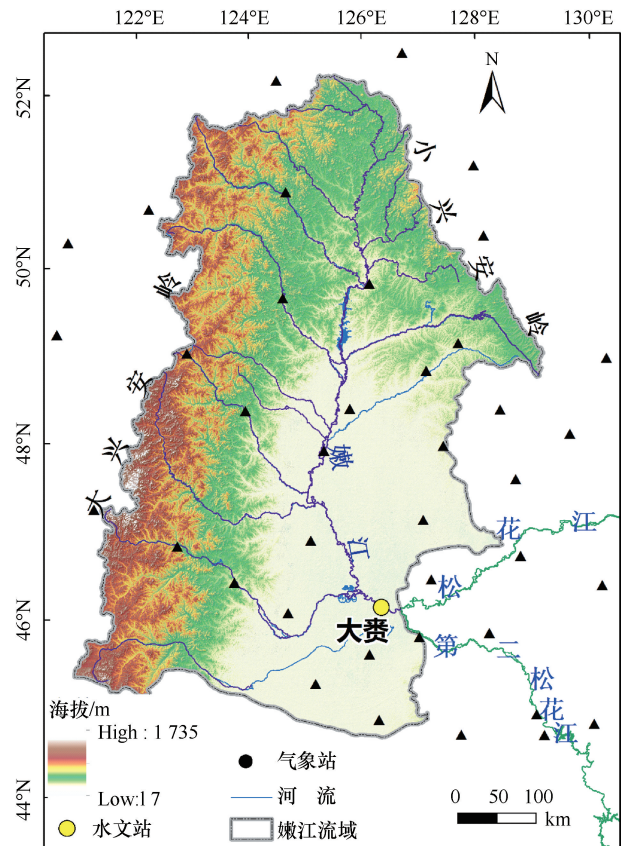 122°E 124°E 126°E 128°E 130°E
52°N
50°N
48°N
46°N
44°N
N
小兴安岭
大兴安岭
嫩江
松花江
第二松花江
大赉
海拔/m
High : 1 735
Low:l 7
水文站
气象站
河 流
嫩江流域
0 50 100
km